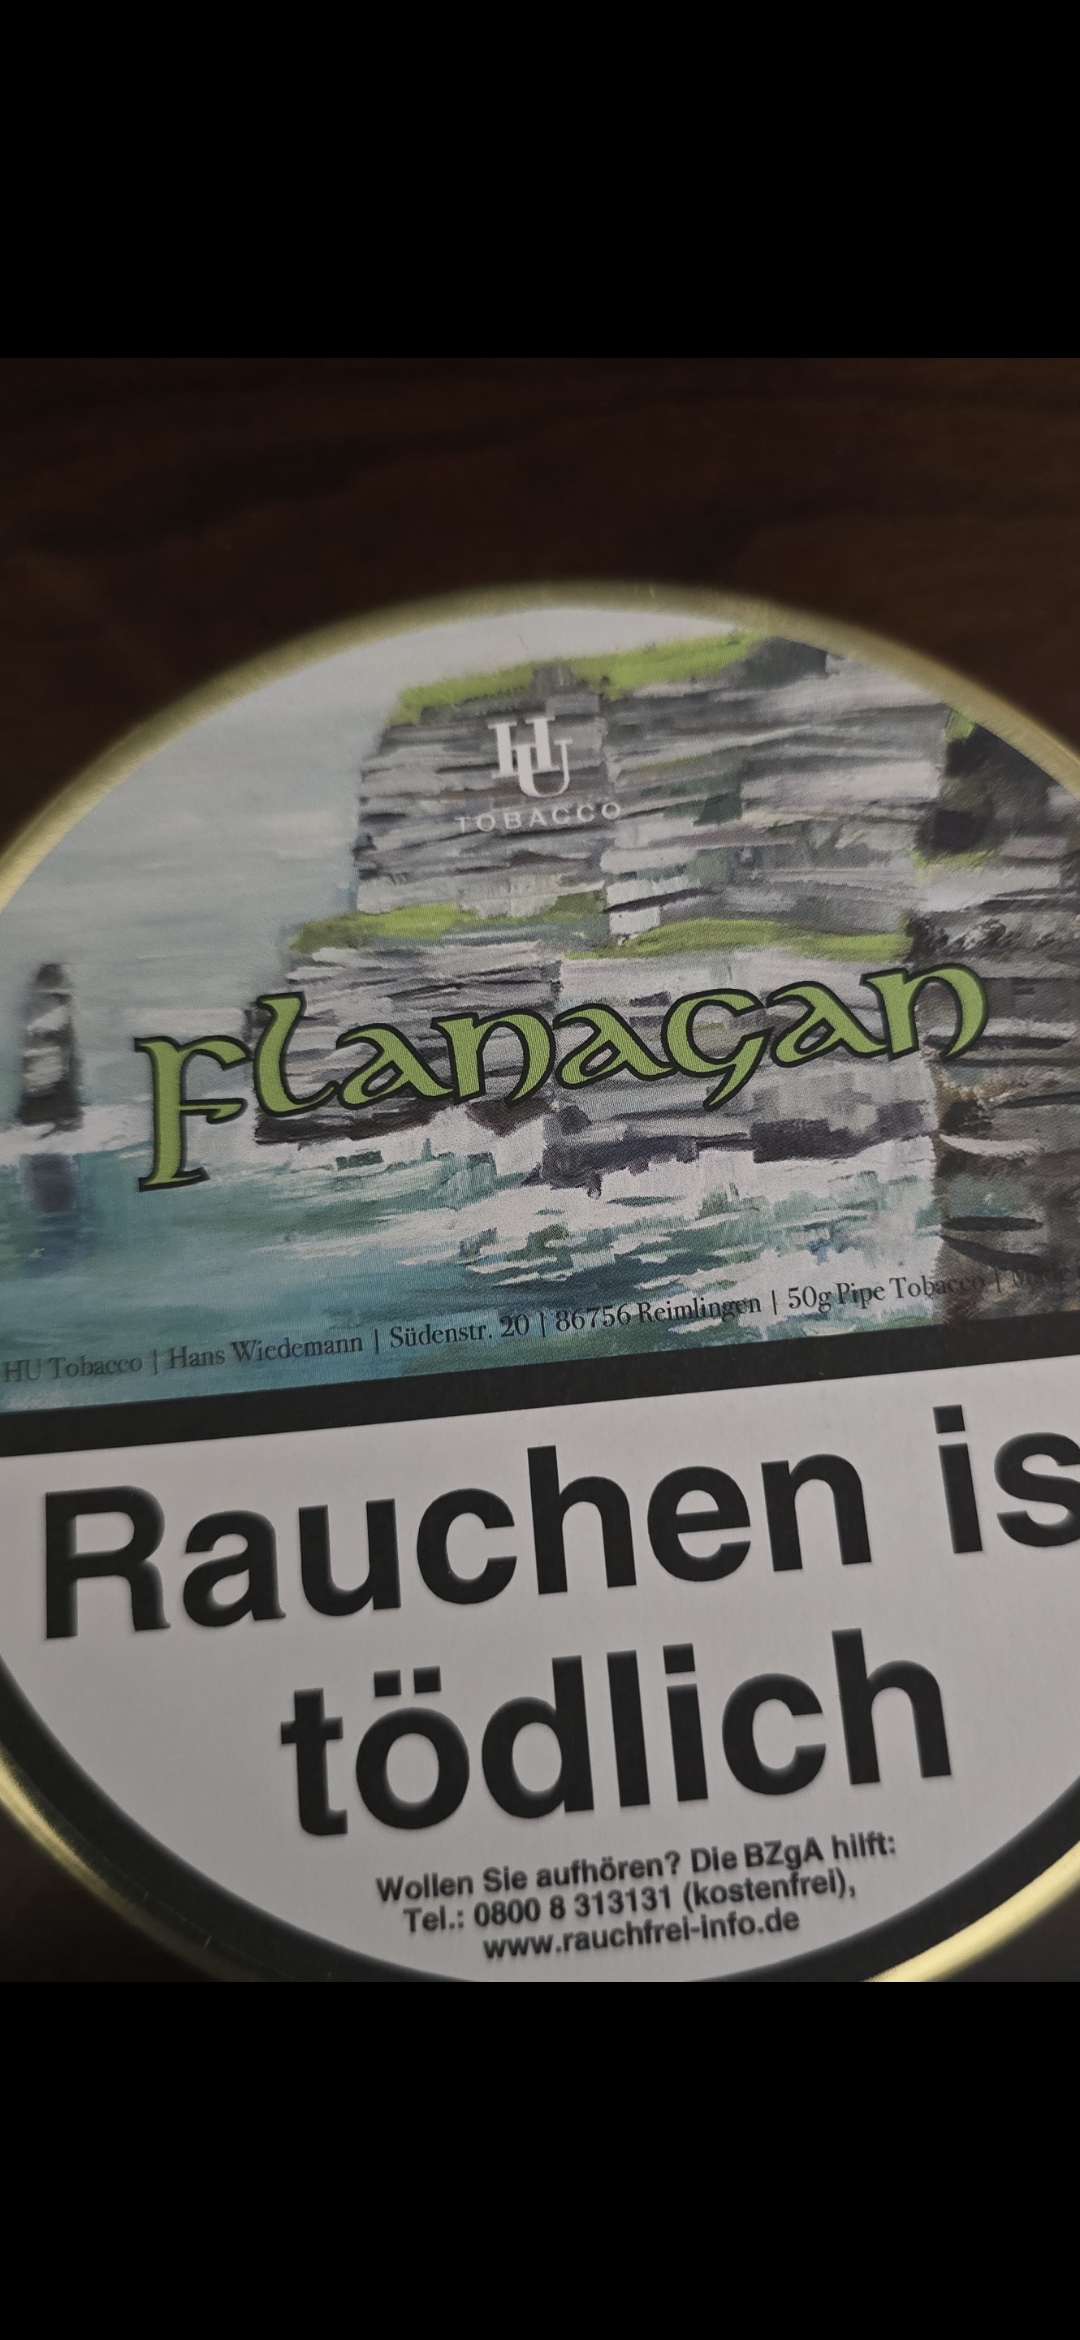 HU
TOBACCO
Flanagan
HU Tobacco | Hans Wiedemann | Südenstr. 20 | 86756 Reimlingen | 50g Pipe Tobacco |
Rauchen is
tödlich
Wollen Sie aufhören? Die BZgA hilft:
Tel.: 0800 8 313131 (kostenfrei),
www.rauchfrei-info.de